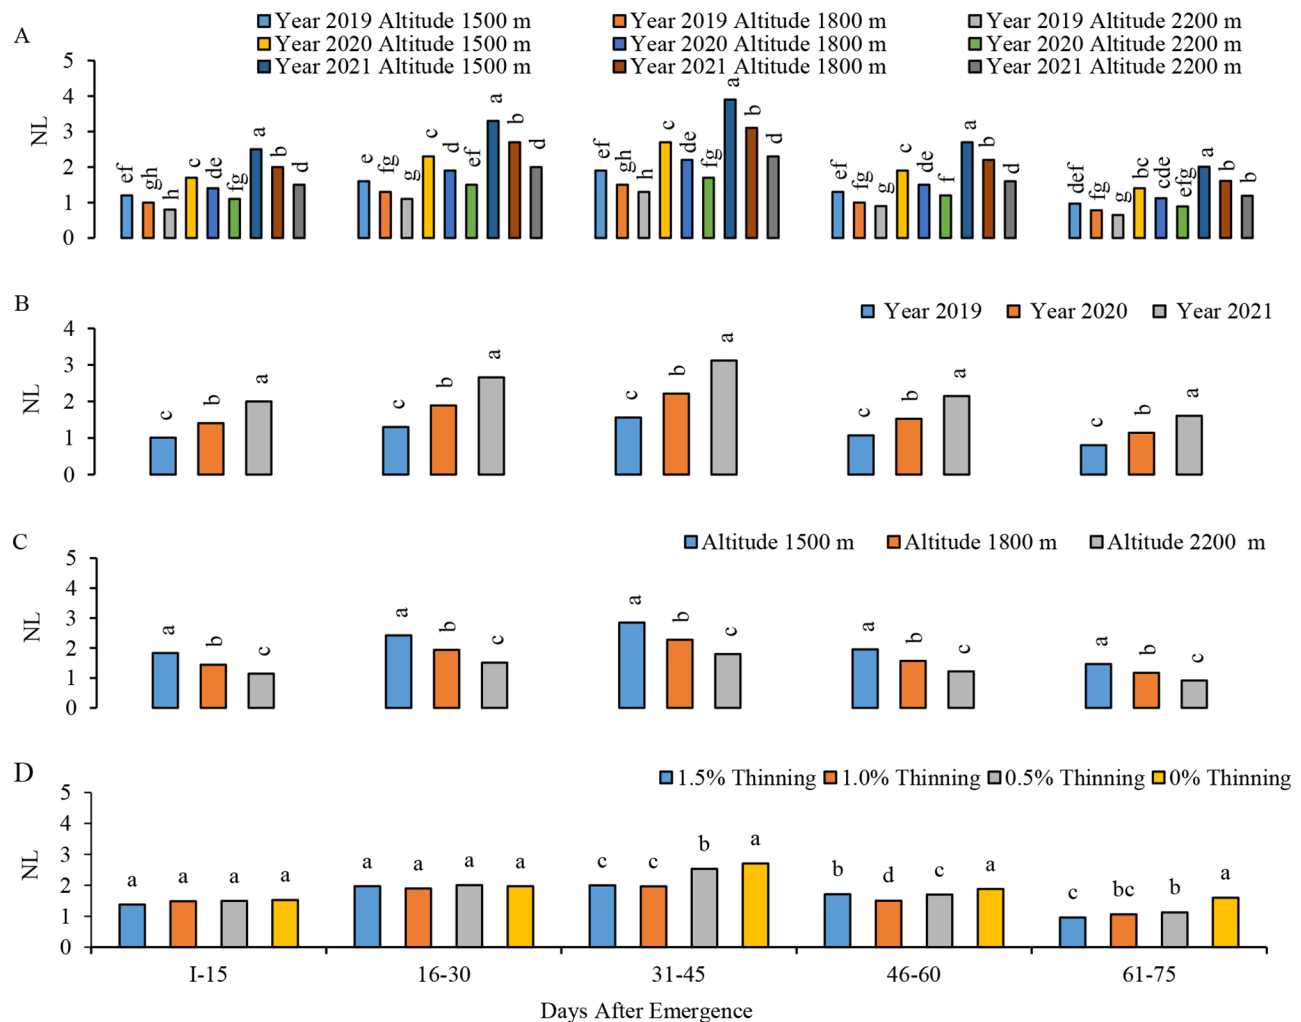 A
Year 2019 Altitude 1500 m Year 2019 Altitude 1800 m Year 2019 Altitude 2200 m
Year 2020 Altitude 1500 m Year 2020 Altitude 1800 m Year 2020 Altitude 2200 m
Year 2021 Altitude 1500 m Year 2021 Altitude 1800 m Year 2021 Altitude 2200 m
NL
5
4
3
2
1
0
ef gh h c de fg a b d
e fg g c d ef a b d
ef gh h c de fg a b d
ef fg g c de f a b d
def fg g bc cde efg a b b
B
Year 2019 Year 2020 Year 2021
NL
4
3
2
1
0
c b a
c b a
c b a
c b a
c b a
C
Altitude 1500 m Altitude 1800 m Altitude 2200 m
NL
5
4
3
2
1
0
a b c
a b c
a b c
a b c
a b c
D
1.5% Thinning 1.0% Thinning 0.5% Thinning 0% Thinning
NL
5
4
3
2
1
0
a a a a
a a a a
c c b a
b d c a
c bc b a
I-15 16-30 31-45 46-60 61-75
Days After Emergence